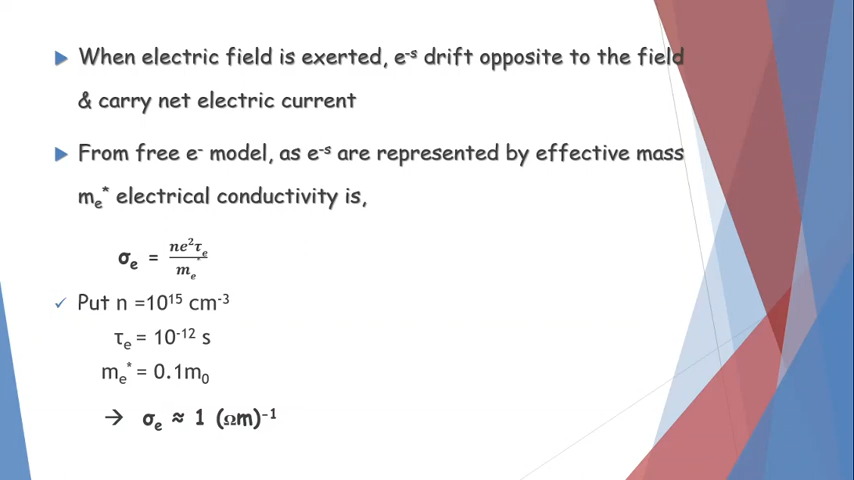 When electric field is exerted, e⁻ˢ drift opposite to the field
& carry net electric current
From free e⁻ model, as e⁻ˢ are represented by effective mass
mₑ* electrical conductivity is,
σₑ = ne²τₑ / mₑ*
✓ Put n =10¹⁵ cm⁻³
τₑ = 10⁻¹² s
mₑ* = 0.1m₀
→ σₑ ≈ 1 (Ωm)⁻¹